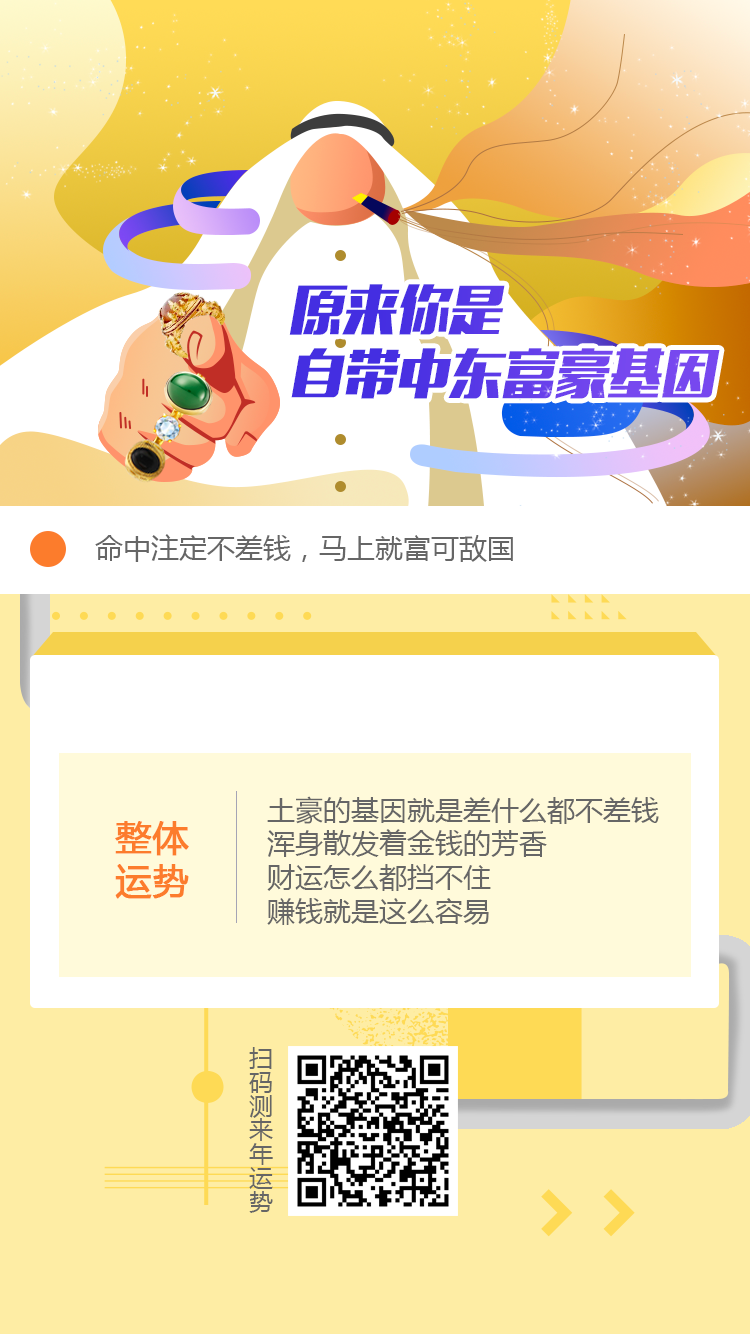 原来你是
自带中东富豪基因
命中注定不差钱，马上就富可敌国
整体
运势
土豪的基因就是差什么都不差钱
浑身散发着金钱的芳香
财运怎么都挡不住
赚钱就是这么容易
扫码测来年运势